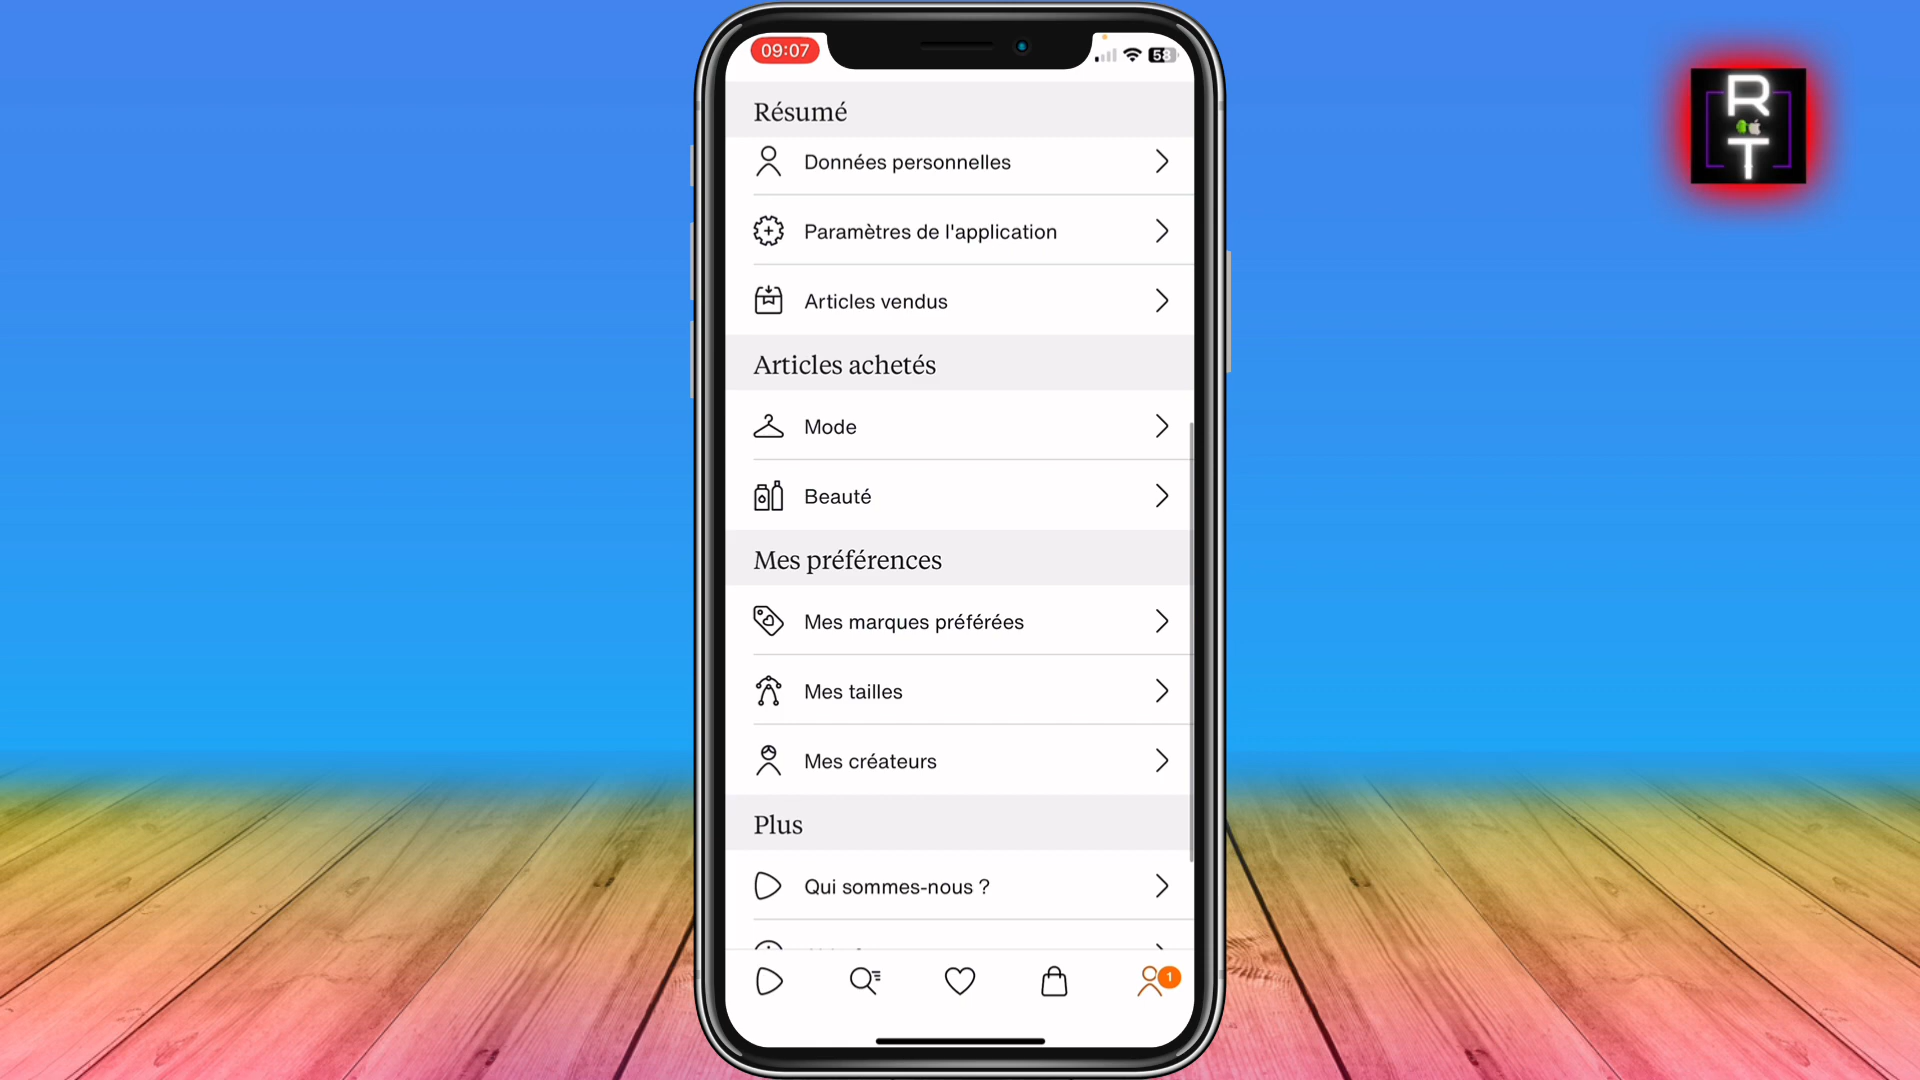 09:07
58
R
T
Résumé
Données personnelles
Paramètres de l'application
Articles vendus
Articles achetés
Mode
Beauté
Mes préférences
Mes marques préférées
Mes tailles
Mes créateurs
Plus
Qui sommes-nous ?
1